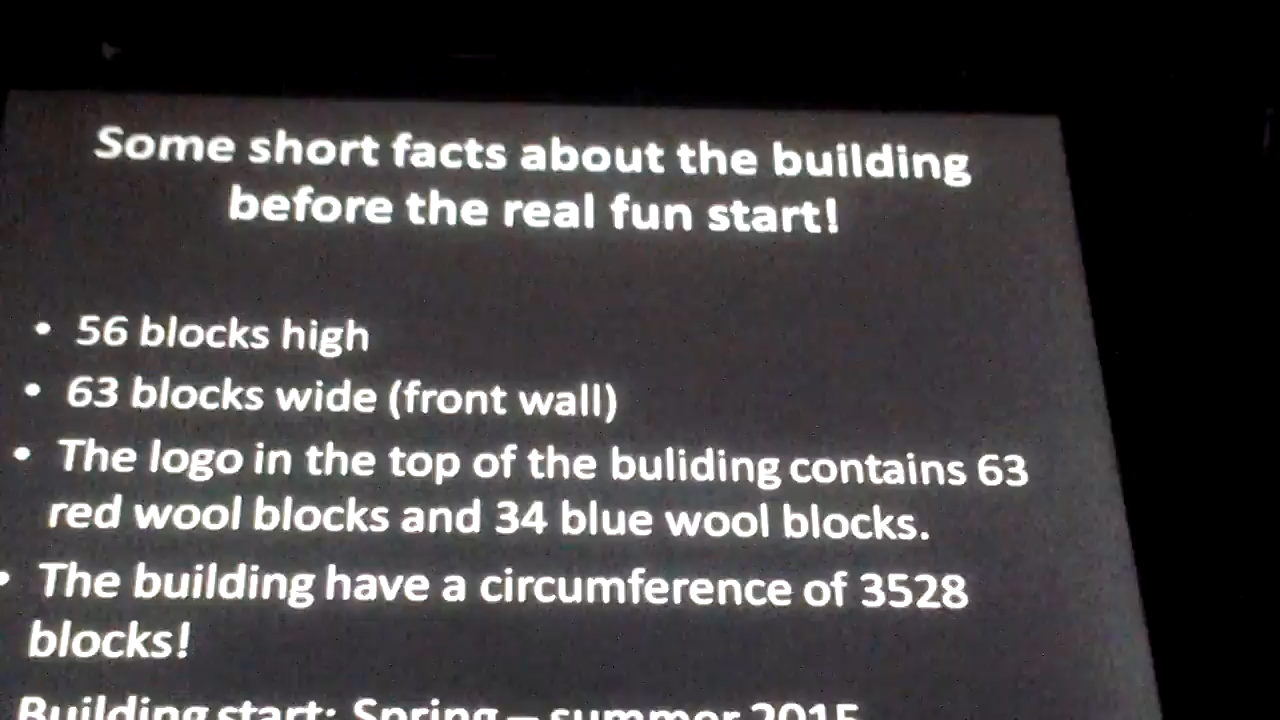 Some short facts about the building
before the real fun start!
• 56 blocks high
• 63 blocks wide (front wall)
• The logo in the top of the buliding contains 63
red wool blocks and 34 blue wool blocks.
• The building have a circumference of 3528
blocks!
Building start: Spring – summer 2015